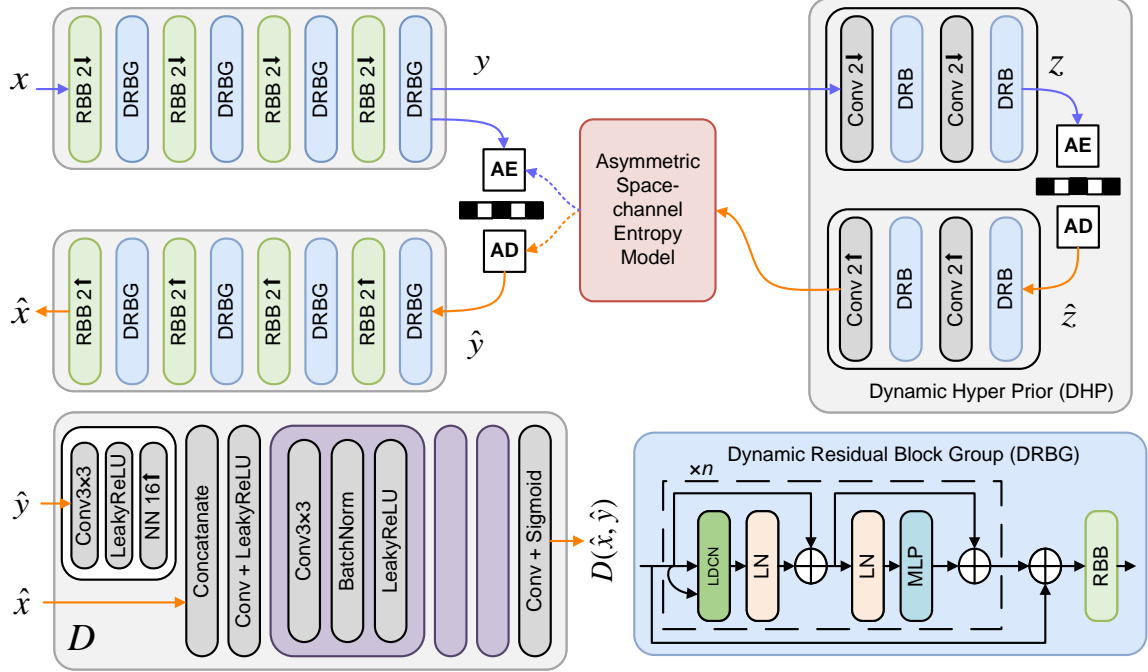 x
RBB 2⬇
DRBG
RBB 2⬇
DRBG
RBB 2⬇
DRBG
RBB 2⬇
DRBG
y
AE
AD
Asymmetric
Space-
channel
Entropy
Model
Conv 2⬇
DRB
Conv 2⬇
DRB
z
AE
AD
x̂
RBB 2⬆
DRBG
RBB 2⬆
DRBG
RBB 2⬆
DRBG
RBB 2⬆
DRBG
ŷ
Conv 2⬆
DRB
Conv 2⬆
DRB
ẑ
Dynamic Hyper Prior (DHP)
ŷ
x̂
D
Conv3×3
LeakyReLU
NN 16⬆
Concatanate
Conv + LeakyReLU
Conv3×3
BatchNorm
LeakyReLU
Conv + Sigmoid
D(x̂, ŷ)
Dynamic Residual Block Group (DRBG)
×n
LDCN
LN
LN
MLP
RBB